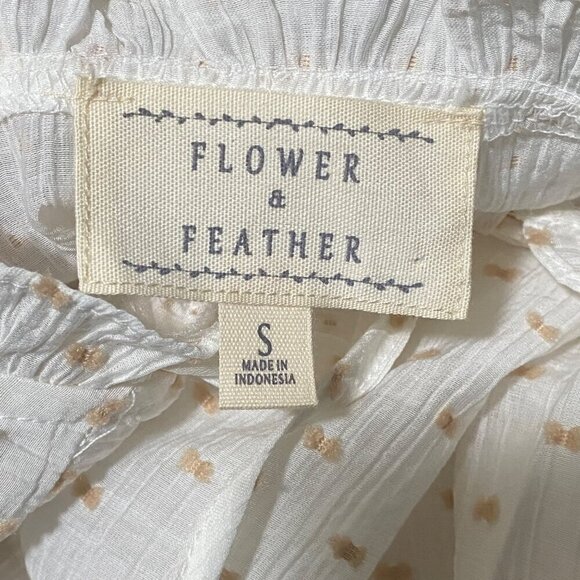 FLOWER
&
FEATHER
S
MADE IN
INDONESIA